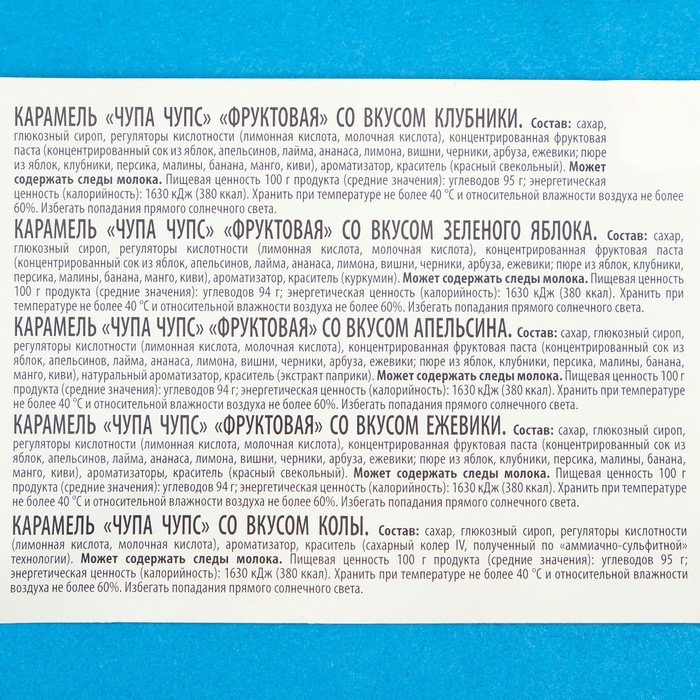 КАРАМЕЛЬ «ЧУПА ЧУПС» «ФРУКТОВАЯ» СО ВКУСОМ КЛУБНИКИ. Состав: сахар,
глюкозный сироп, регуляторы кислотности (лимонная кислота, молочная кислота), концентрированная фруктовая
паста (концентрированный сок из яблок, апельсинов, лайма, ананаса, лимона, вишни, черники, арбуза, ежевики; пюре
из яблок, клубники, персика, малины, банана, манго, киви), ароматизатор, краситель (красный свекольный). Может
содержать следы молока. Пищевая ценность 100 г продукта (средние значения): углеводов 95 г; энергетическая
ценность (калорийность): 1630 кДж (380 ккал). Хранить при температуре не более 40 °С и относительной влажности воздуха не более
60%. Избегать попадания прямого солнечного света.
КАРАМЕЛЬ «ЧУПА ЧУПС» «ФРУКТОВАЯ» СО ВКУСОМ ЗЕЛЕНОГО ЯБЛОКА. Состав: сахар,
глюкозный сироп, регуляторы кислотности (лимонная кислота, молочная кислота), концентрированная фруктовая паста
(концентрированный сок из яблок, апельсинов, лайма, ананаса, лимона, вишни, черники, арбуза, ежевики; пюре из яблок, клубники,
персика, малины, банана, манго, киви), ароматизатор, краситель (куркумин). Может содержать следы молока. Пищевая ценность
100 г продукта (средние значения): углеводов 94 г; энергетическая ценность (калорийность): 1630 кДж (380 ккал). Хранить при
температуре не более 40 °С и относительной влажности воздуха не более 60%. Избегать попадания прямого солнечного света.
КАРАМЕЛЬ «ЧУПА ЧУПС» «ФРУКТОВАЯ» СО ВКУСОМ АПЕЛЬСИНА. Состав: сахар, глюкозный сироп,
регуляторы кислотности (лимонная кислота, молочная кислота), концентрированная фруктовая паста (концентрированный сок из
яблок, апельсинов, лайма, ананаса, лимона, вишни, черники, арбуза, ежевики; пюре из яблок, клубники, персика, малины, банана,
манго, киви), натуральный ароматизатор, краситель (экстракт паприки). Может содержать следы молока. Пищевая ценность 100 г
продукта (средние значения): углеводов 94 г; энергетическая ценность (калорийность): 1630 кДж (380 ккал). Хранить при температуре
не более 40 °С и относительной влажности воздуха не более 60%. Избегать попадания прямого солнечного света.
КАРАМЕЛЬ «ЧУПА ЧУПС» «ФРУКТОВАЯ» СО ВКУСОМ ЕЖЕВИКИ. Состав: сахар, глюкозный сироп,
регуляторы кислотности (лимонная кислота, молочная кислота), концентрированная фруктовая паста (концентрированный сок из
яблок, апельсинов, лайма, ананаса, лимона, вишни, черники, арбуза, ежевики; пюре из яблок, клубники, персика, малины, банана,
манго, киви), ароматизаторы, краситель (красный свекольный). Может содержать следы молока. Пищевая ценность 100 г
продукта (средние значения): углеводов 94 г; энергетическая ценность (калорийность): 1630 кДж (380 ккал). Хранить при температуре
не более 40 °С и относительной влажности воздуха не более 60%. Избегать попадания прямого солнечного света.
КАРАМЕЛЬ «ЧУПА ЧУПС» СО ВКУСОМ КОЛЫ. Состав: сахар, глюкозный сироп, регуляторы кислотности
(лимонная кислота, молочная кислота), ароматизатор, краситель (сахарный колер IV, полученный по «аммиачно-сульфитной»
технологии). Может содержать следы молока. Пищевая ценность 100 г продукта (средние значения): углеводов 95 г;
энергетическая ценность (калорийность): 1630 кДж (380 ккал). Хранить при температуре не более 40 °С и относительной влажности
воздуха не более 60%. Избегать попадания прямого солнечного света.